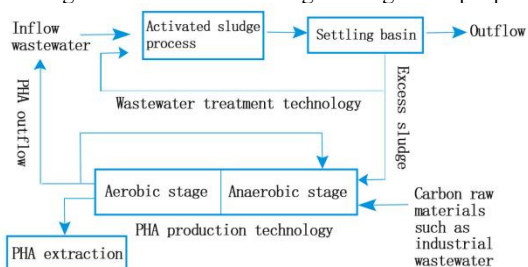 Inflow
wastewater
Activated sludge
process
Settling basin
Outflow
PHA outflow
Wastewater treatment technology
Excess sludge
Aerobic stage
Anaerobic stage
PHA production technology
PHA extraction
Carbon raw
materials
such as
industrial
wastewater